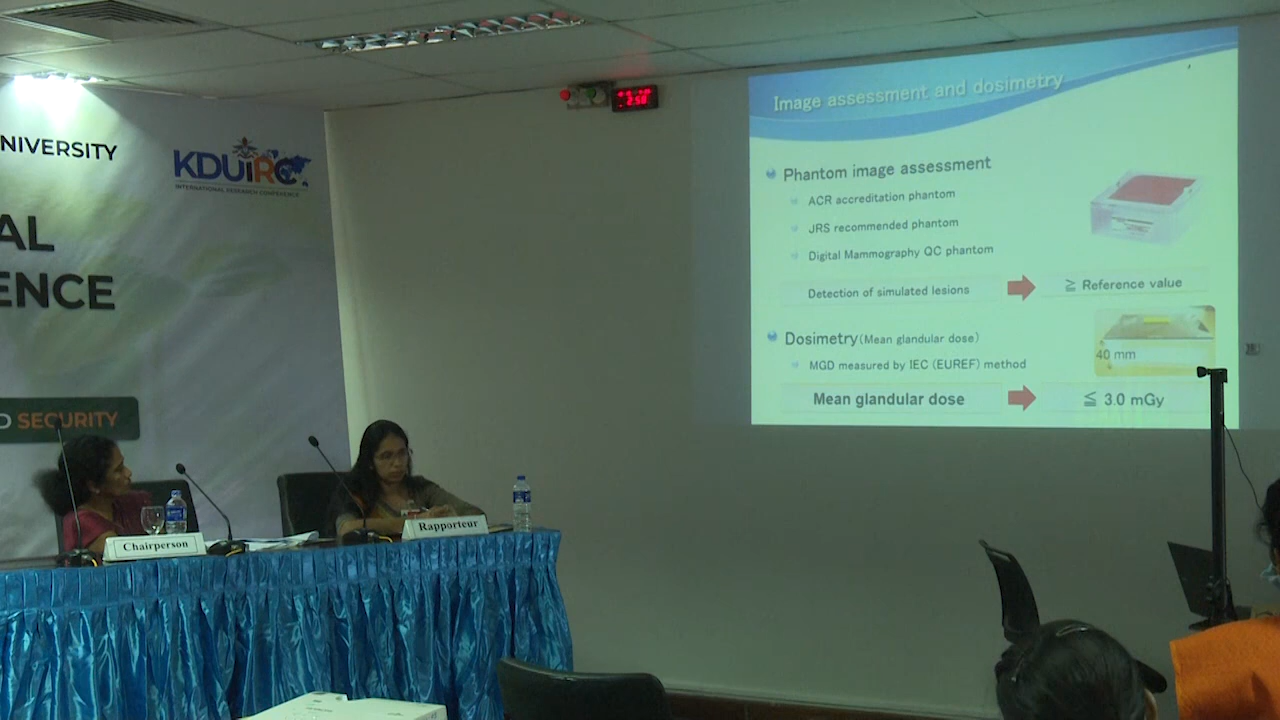 NIVERSITY
KDUIRC
INTERNATIONAL RESEARCH CONFERENCE
AL
ENCE
D SECURITY
Chairperson
Rapporteur
2:50
Image assessment and dosimetry
Phantom image assessment
ACR accreditation phantom
JRS recommended phantom
Digital Mammography QC phantom
Detection of simulated lesions
≧ Reference value
Dosimetry(Mean glandular dose)
40 mm
MGD measured by IEC (EUREF) method
Mean glandular dose
≦ 3.0 mGy